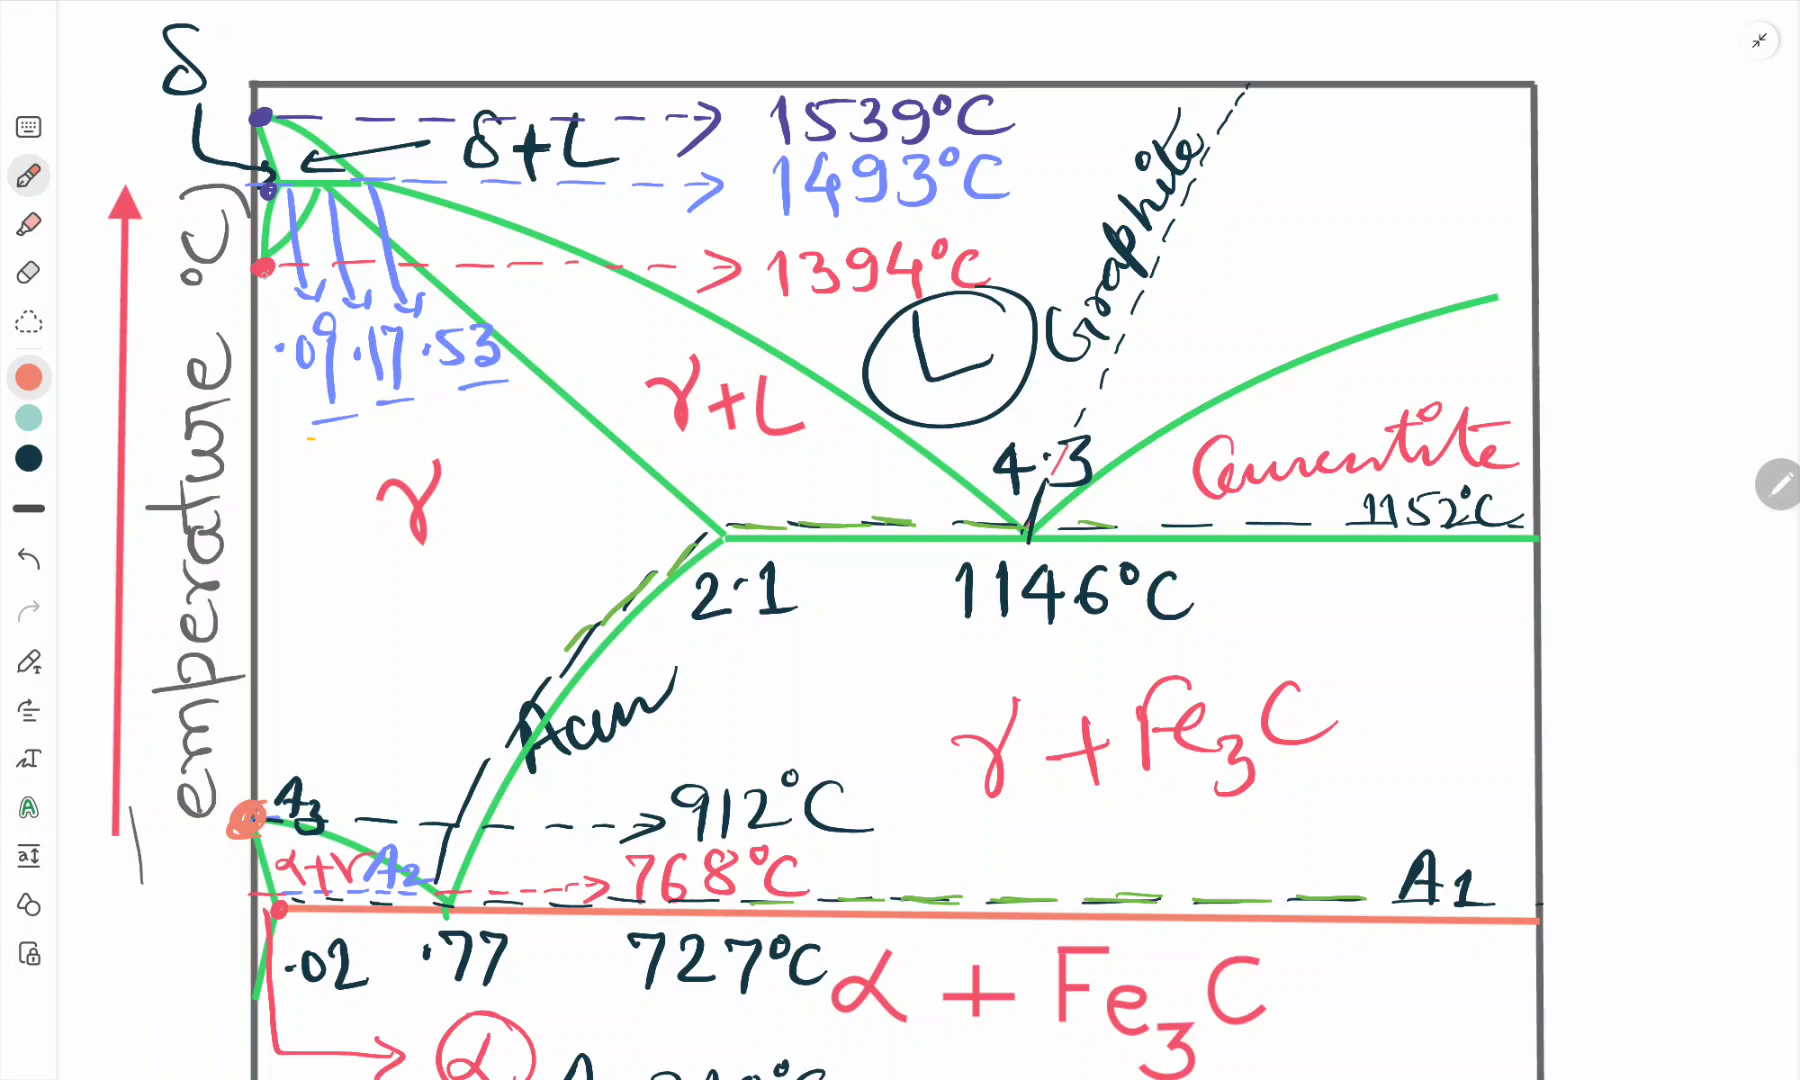 δ
1539°C
δ+L
1493°C
1394°C
.09 .17 .53
Graphite
L
γ+L
γ
4.3
Cementite
1152°C
2.1
1146°C
Temperature °C)
Acm
γ + Fe3C
A3
912°C
α+γ
A2
768°C
A1
.02
.77
727°C
α + Fe3C
α